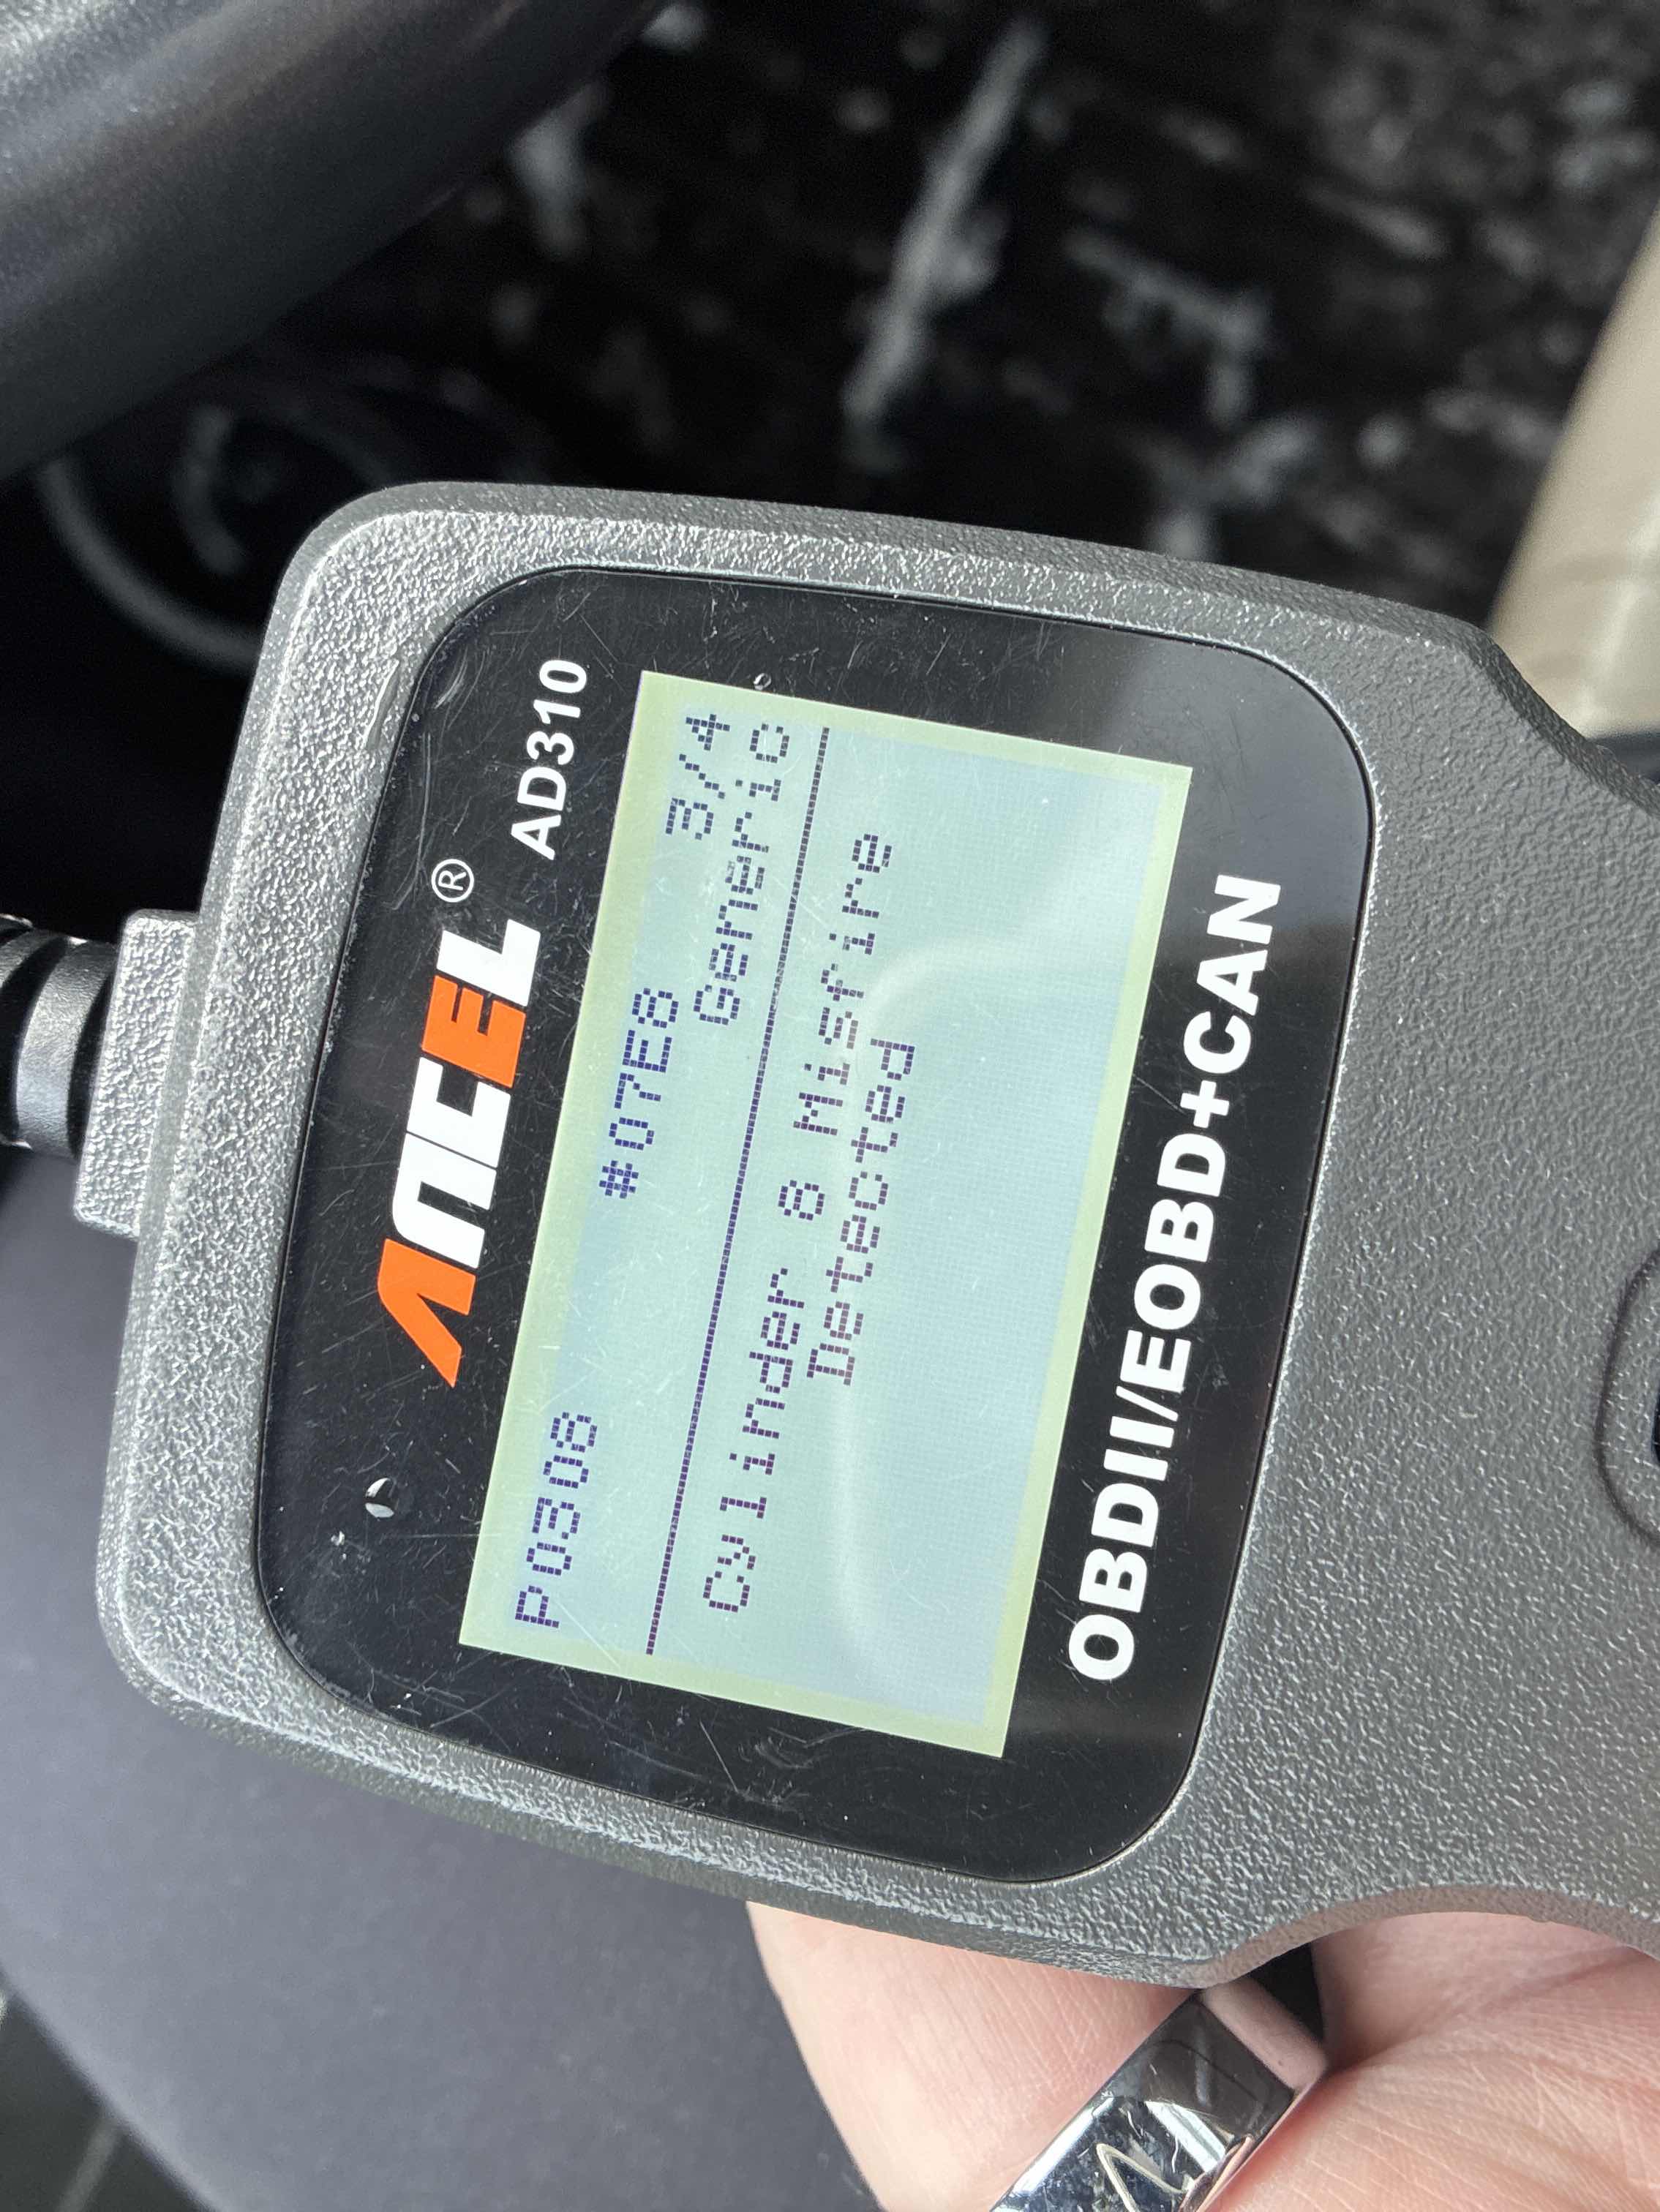 ANCEL® AD310
P0308 #07E8 3/4
Generic
Cylinder 8 Misfire
Detected
OBDII/EOBD+CAN